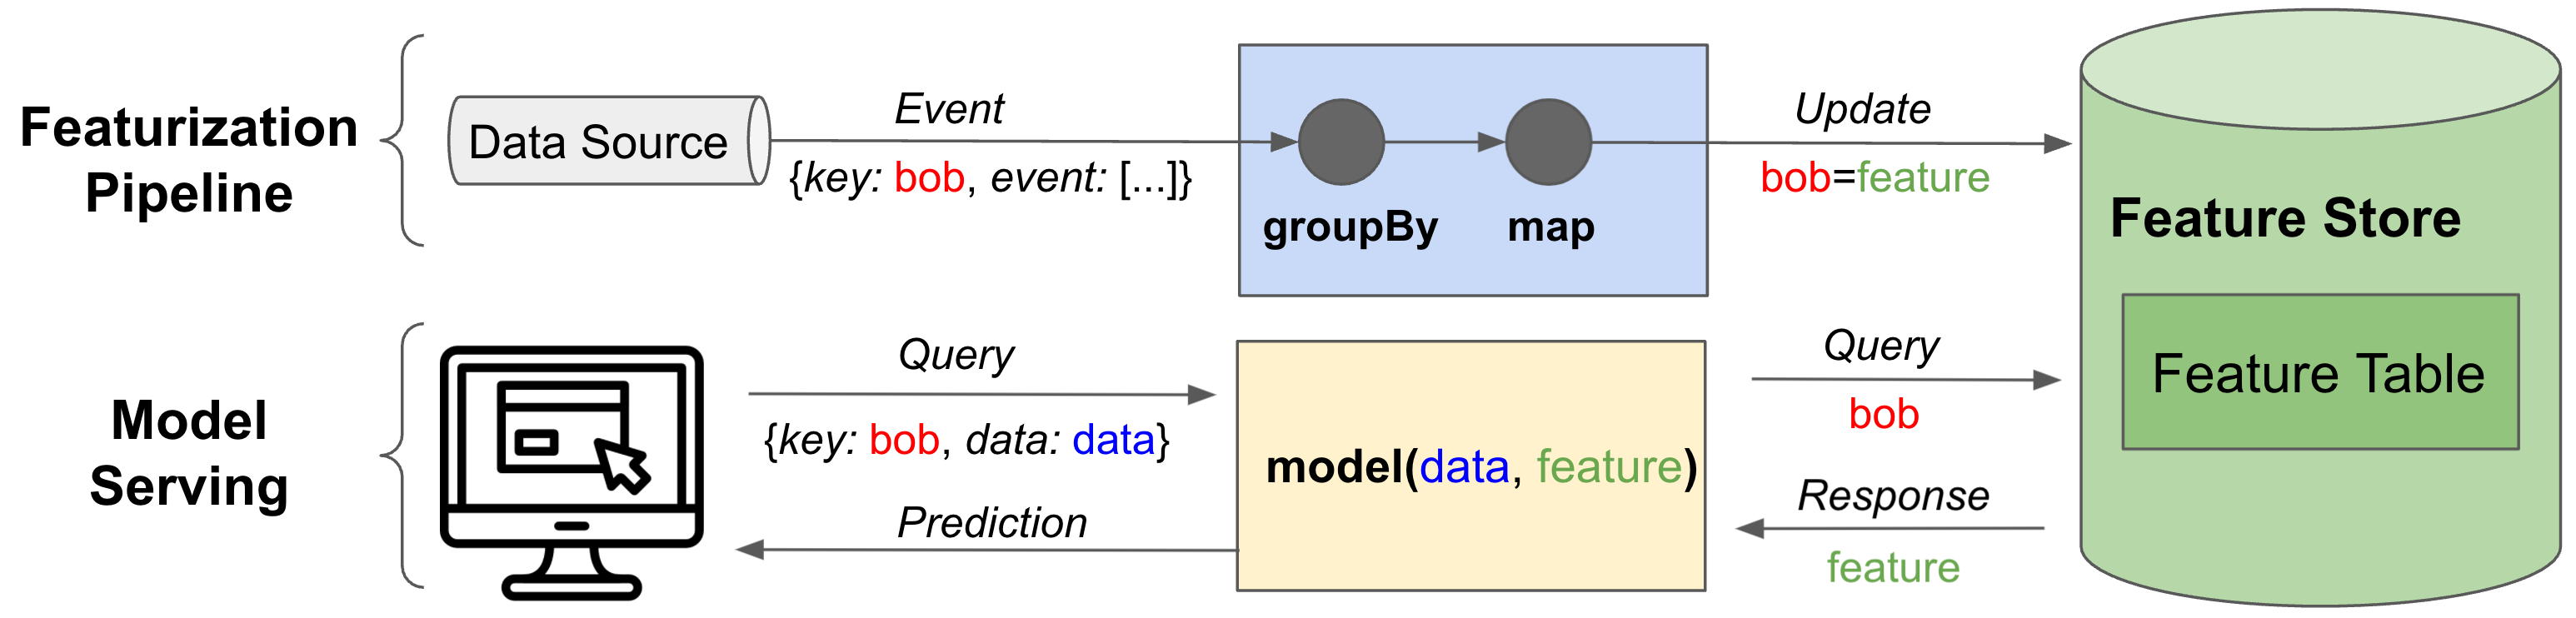 Featurization
Pipeline
Data Source
Event
{key: bob, event: [...]}
groupBy
map
Update
bob=feature
Feature Store
Feature Table
Model
Serving
Query
{key: bob, data: data}
Prediction
model(data, feature)
Query
bob
Response
feature